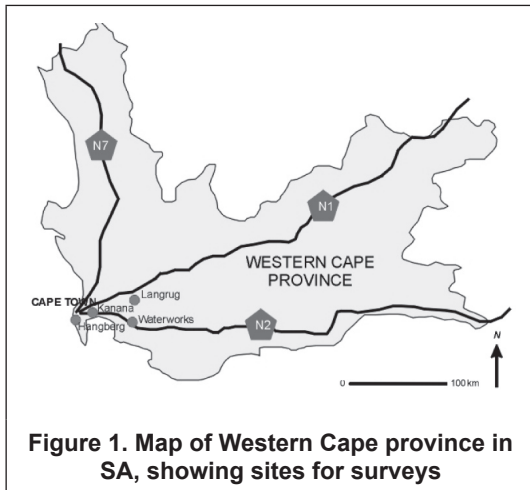 N7
N1
WESTERN CAPE
PROVINCE
Langrug
CAPE TOWN
Kanana
Waterworks
Hangberg
N2
N
0 100 km
Figure 1. Map of Western Cape province in
SA, showing sites for surveys